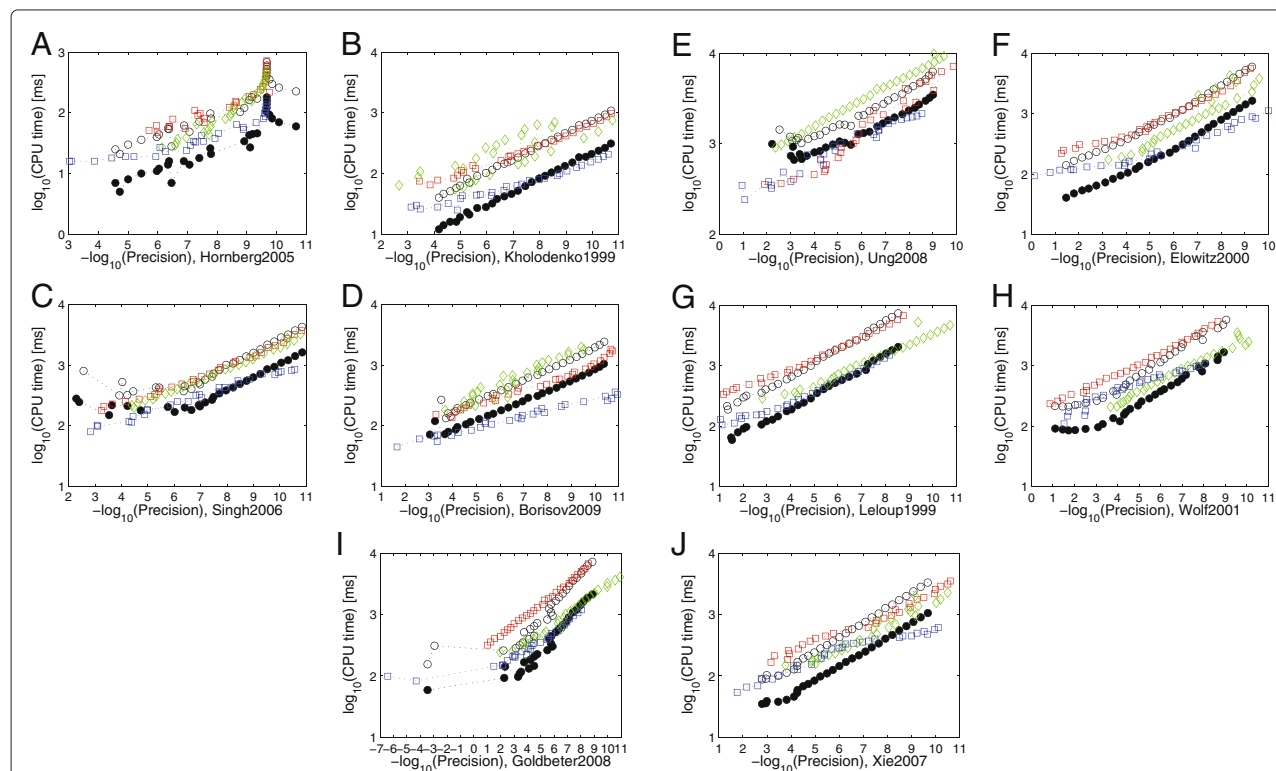 A
log10(CPU time) [ms]
3
2
1
0
3 4 5 6 7 8 9 10 11
−log10(Precision), Hornberg2005
B
log10(CPU time) [ms]
4
3
2
1
2 3 4 5 6 7 8 9 10 11
−log10(Precision), Kholodenko1999
E
log10(CPU time) [ms]
4
3
2
0 1 2 3 4 5 6 7 8 9 10
−log10(Precision), Ung2008
F
log10(CPU time) [ms]
4
3
2
1
0 1 2 3 4 5 6 7 8 9 10
−log10(Precision), Elowitz2000
C
log10(CPU time) [ms]
4
3
2
1
2 3 4 5 6 7 8 9 10 11
−log10(Precision), Singh2006
D
log10(CPU time) [ms]
4
3
2
1
0 1 2 3 4 5 6 7 8 9 10 11
−log10(Precision), Borisov2009
G
log10(CPU time) [ms]
4
3
2
1
1 2 3 4 5 6 7 8 9 10 11
−log10(Precision), Leloup1999
H
log10(CPU time) [ms]
4
3
2
1
0 1 2 3 4 5 6 7 8 9 10 11
−log10(Precision), Wolf2001
I
log10(CPU time) [ms]
4
3
2
1
−7−6−5−4−3−2−1 0 1 2 3 4 5 6 7 8 9 10 11
−log10(Precision), Goldbeter2008
J
log10(CPU time) [ms]
4
3
2
1
1 2 3 4 5 6 7 8 9 10 11
−log10(Precision), Xie2007